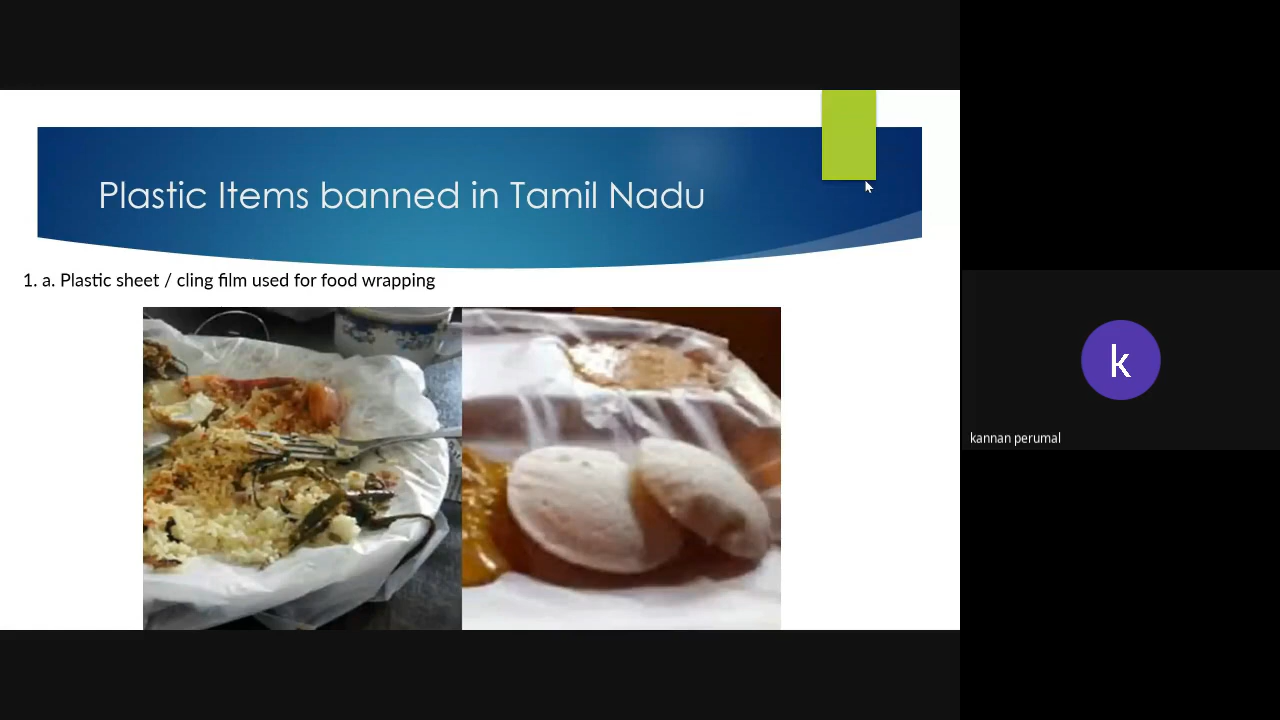 Plastic Items banned in Tamil Nadu
1. a. Plastic sheet / cling film used for food wrapping
k
kannan perumal